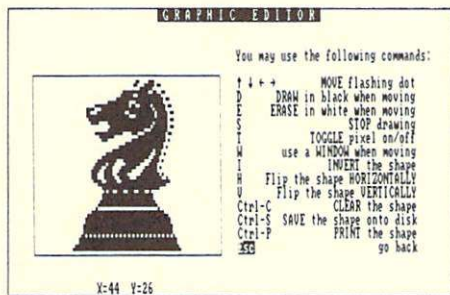 GRAPHIC EDITOR
You may use the following commands:
↑ ↓ ← → MOVE flashing dot
D DRAW in black when moving
E ERASE in white when moving
S STOP drawing
T TOGGLE pixel on/off
W use a WINDOW when moving
I INVERT the shape
H Flip the shape HORIZONTALLY
V Flip the shape VERTICALLY
Ctrl-C CLEAR the shape
Ctrl-S SAVE the shape onto disk
Ctrl-P PRINT the shape
Esc go back
X=44 Y=26